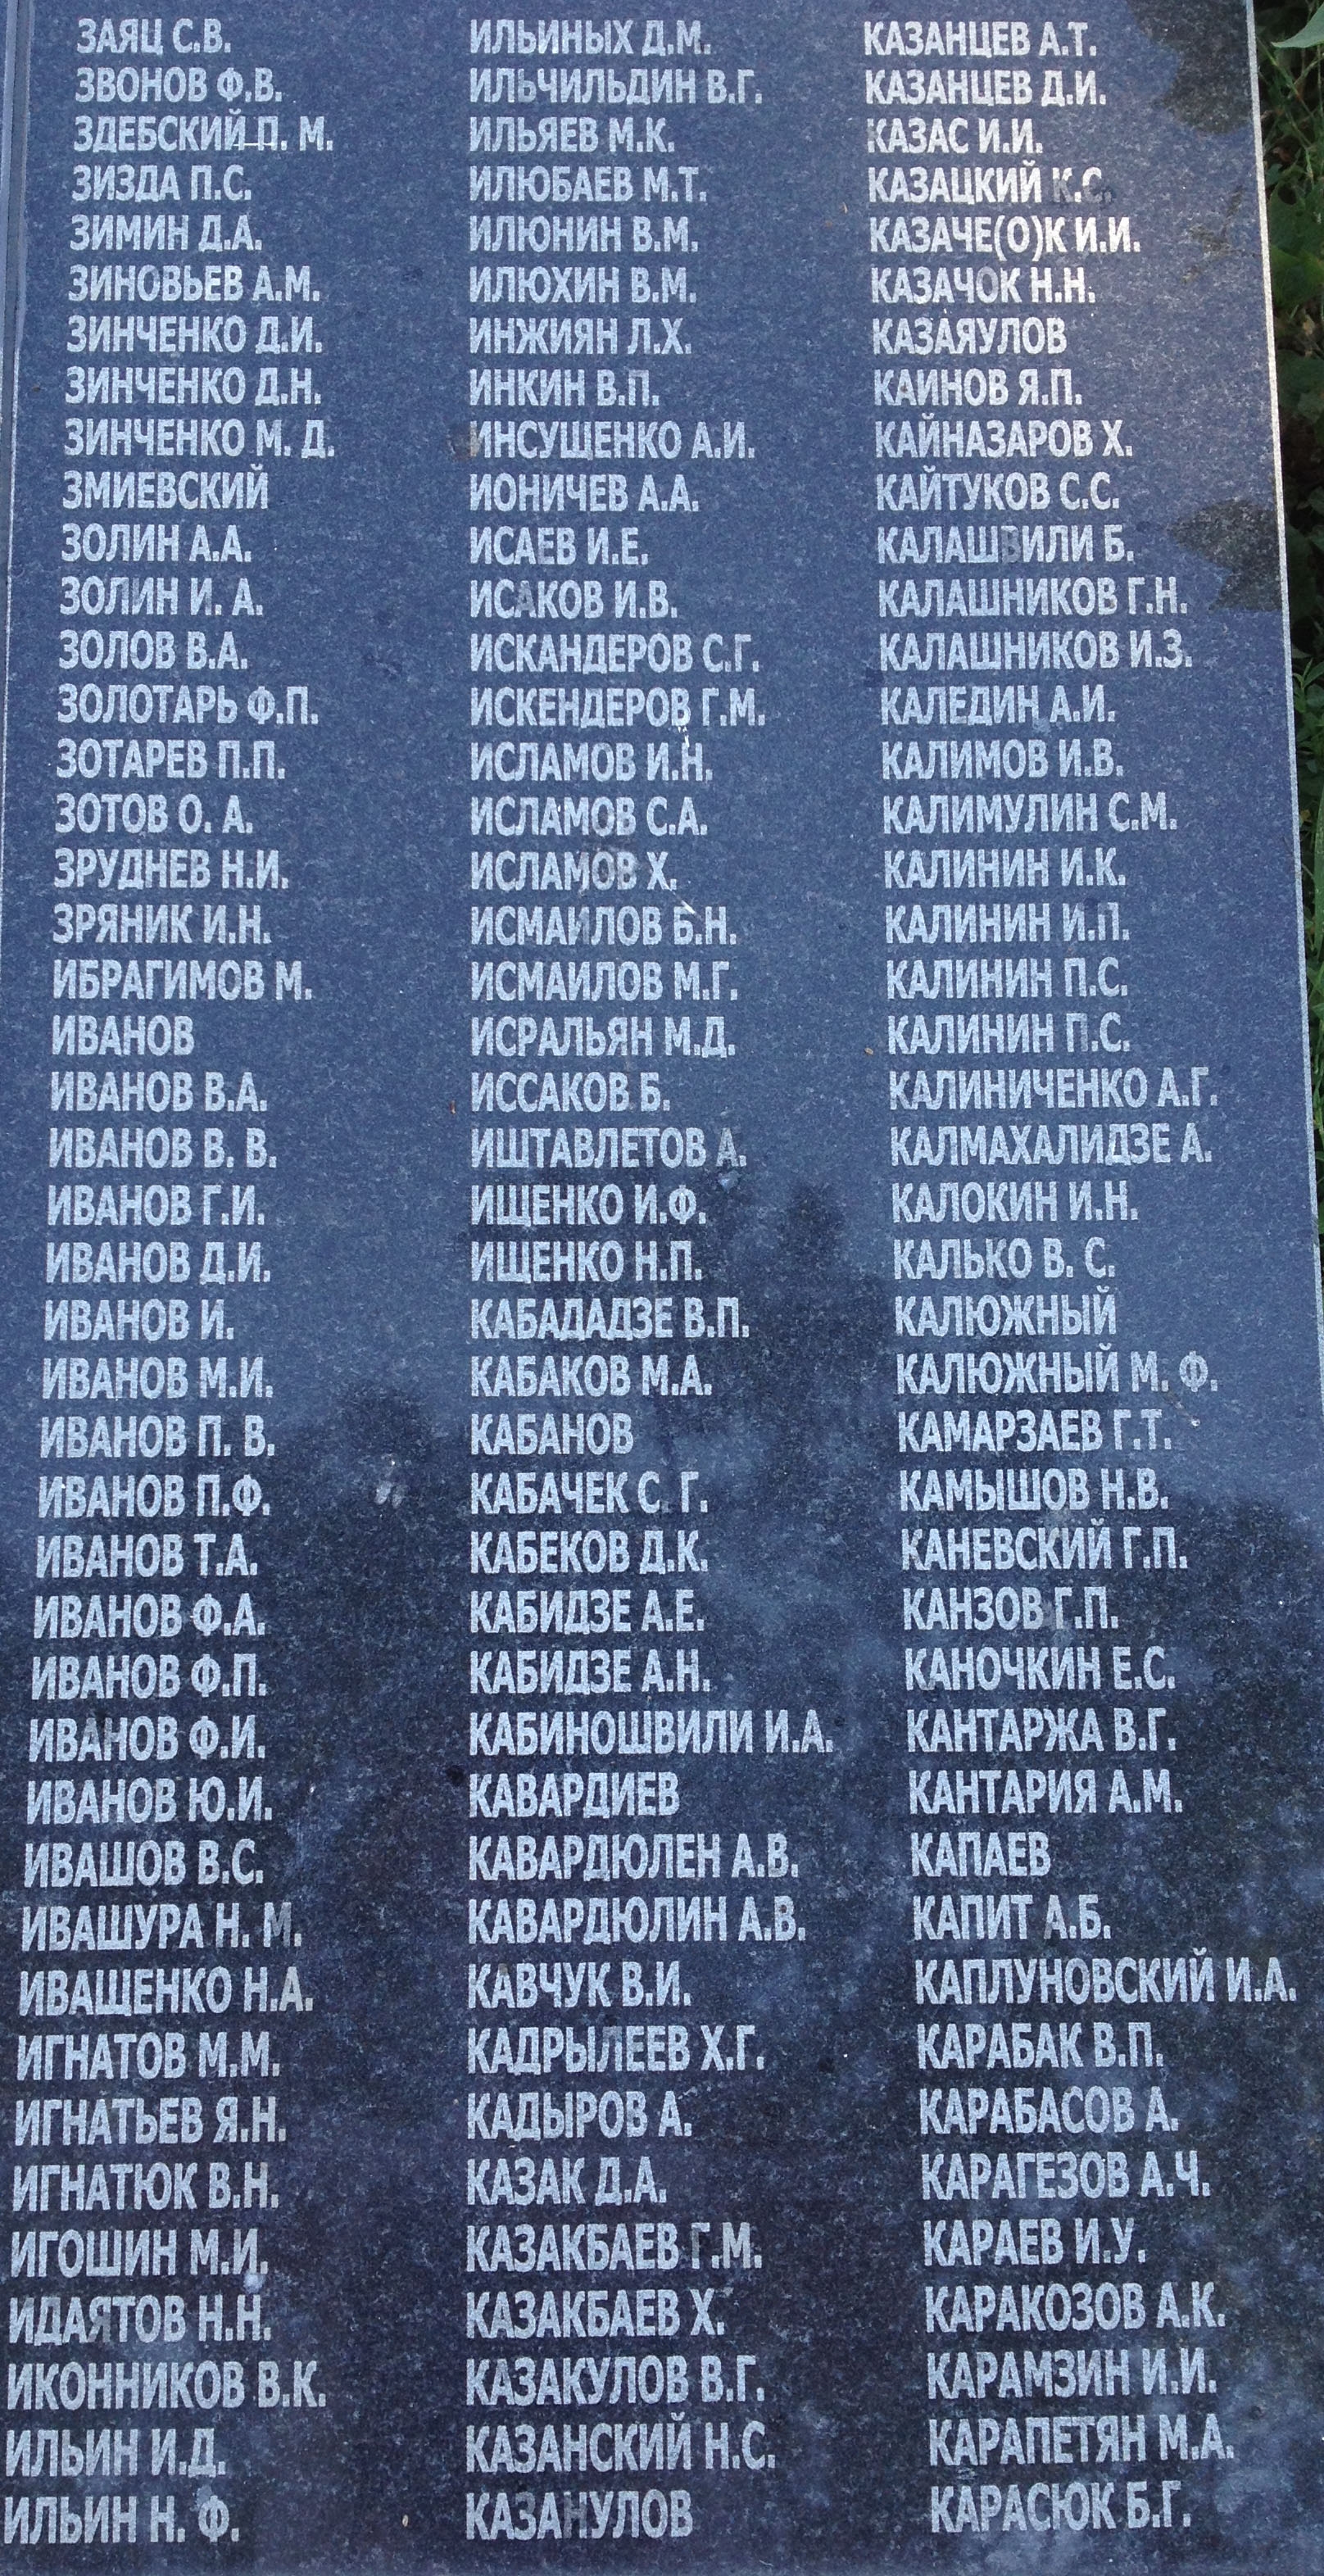 ЗАЯЦ С.В.
ЗВОНОВ Ф.В.
ЗДЕБСКИЙ П. М.
ЗИЗДА П.С.
ЗИМИН Д.А.
ЗИНОВЬЕВ А.М.
ЗИНЧЕНКО Д.И.
ЗИНЧЕНКО Д.Н.
ЗИНЧЕНКО М. Д.
ЗМИЕВСКИЙ
ЗОЛИН А.А.
ЗОЛИН И. А.
ЗОЛОВ В.А.
ЗОЛОТАРЬ Ф.П.
ЗОТАРЕВ П.П.
ЗОТОВ О. А.
ЗРУДНЕВ Н.И.
ЗРЯНИК И.Н.
ИБРАГИМОВ М.
ИВАНОВ
ИВАНОВ В.А.
ИВАНОВ В. В.
ИВАНОВ Г.И.
ИВАНОВ Д.И.
ИВАНОВ И.
ИВАНОВ М.И.
ИВАНОВ П. В.
ИВАНОВ П.Ф.
ИВАНОВ Т.А.
ИВАНОВ Ф.А.
ИВАНОВ Ф.П.
ИВАНОВ Ф.И.
ИВАНОВ Ю.И.
ИВАШОВ В.С.
ИВАШУРА Н. М.
ИВАЩЕНКО Н.А.
ИГНАТОВ М.М.
ИГНАТЬЕВ Я.Н.
ИГНАТЮК В.Н.
ИГОШИН М.И.
ИДАЯТОВ Н.Н.
ИКОННИКОВ В.К.
ИЛЬИН И.Д.
ИЛЬИН Н. Ф.
ИЛЬИНЫХ Д.М.
ИЛЬЧИЛЬДИН В.Г.
ИЛЬЯЕВ М.К.
ИЛЮБАЕВ М.Т.
ИЛЮНИН В.М.
ИЛЮХИН В.М.
ИНЖИЯН Л.Х.
ИНКИН В.П.
ИНСУЩЕНКО А.И.
ИОНИЧЕВ А.А.
ИСАЕВ И.Е.
ИСАКОВ И.В.
ИСКАНДЕРОВ С.Г.
ИСКЕНДЕРОВ Г.М.
ИСЛАМОВ И.Н.
ИСЛАМОВ С.А.
ИСЛАМОВ Х.
ИСМАИЛОВ Б.Н.
ИСМАИЛОВ М.Г.
ИСРАЛЬЯН М.Д.
ИССАКОВ Б.
ИШТАВЛЕТОВ А.
ИЩЕНКО И.Ф.
ИЩЕНКО Н.П.
КАБАДАДЗЕ В.П.
КАБАКОВ М.А.
КАБАНОВ
КАБАЧЕК С. Г.
КАБЕКОВ Д.К.
КАБИДЗЕ А.Е.
КАБИДЗЕ А.Н.
КАБИНОШВИЛИ И.А.
КАВАРДИЕВ
КАВАРДЮЛЕН А.В.
КАВАРДЮЛИН А.В.
КАВЧУК В.И.
КАДРЫЛЕЕВ Х.Г.
КАДЫРОВ А.
КАЗАК Д.А.
КАЗАКБАЕВ Г.М.
КАЗАКБАЕВ Х.
КАЗАКУЛОВ В.Г.
КАЗАНСКИЙ Н.С.
КАЗАНУЛОВ
КАЗАНЦЕВ А.Т.
КАЗАНЦЕВ Д.И.
КАЗАС И.И.
КАЗАЦКИЙ К.С.
КАЗАЧЕ(О)К И.И.
КАЗАЧОК Н.Н.
КАЗАЯУЛОВ
КАИНОВ Я.П.
КАЙНАЗАРОВ Х.
КАЙТУКОВ С.С.
КАЛАШВИЛИ Б.
КАЛАШНИКОВ Г.Н.
КАЛАШНИКОВ И.З.
КАЛЕДИН А.И.
КАЛИМОВ И.В.
КАЛИМУЛИН С.М.
КАЛИНИН И.К.
КАЛИНИН И.П.
КАЛИНИН П.С.
КАЛИНИН П.С.
КАЛИНИЧЕНКО А.Г.
КАЛМАХАЛИДЗЕ А.
КАЛОКИН И.Н.
КАЛЬКО В. С.
КАЛЮЖНЫЙ
КАЛЮЖНЫЙ М. Ф.
КАМАРЗАЕВ Г.Т.
КАМЫШОВ Н.В.
КАНЕВСКИЙ Г.П.
КАНЗОВ Г.П.
КАНОЧКИН Е.С.
КАНТАРЖА В.Г.
КАНТАРИЯ А.М.
КАПАЕВ
КАПИТ А.Б.
КАПЛУНОВСКИЙ И.А.
КАРАБАК В.П.
КАРАБАСОВ А.
КАРАГЕЗОВ А.Ч.
КАРАЕВ И.У.
КАРАКОЗОВ А.К.
КАРАМЗИН И.И.
КАРАПЕТЯН М.А.
КАРАСЮК Б.Г.